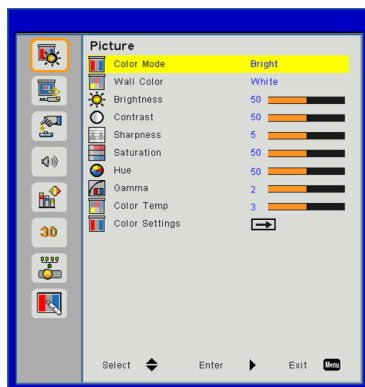 Picture
Color Mode Bright
Wall Color White
Brightness 50
Contrast 50
Sharpness 5
Saturation 50
Hue 50
Gamma 2
Color Temp 3
Color Settings
3D
Select Enter Exit Menu